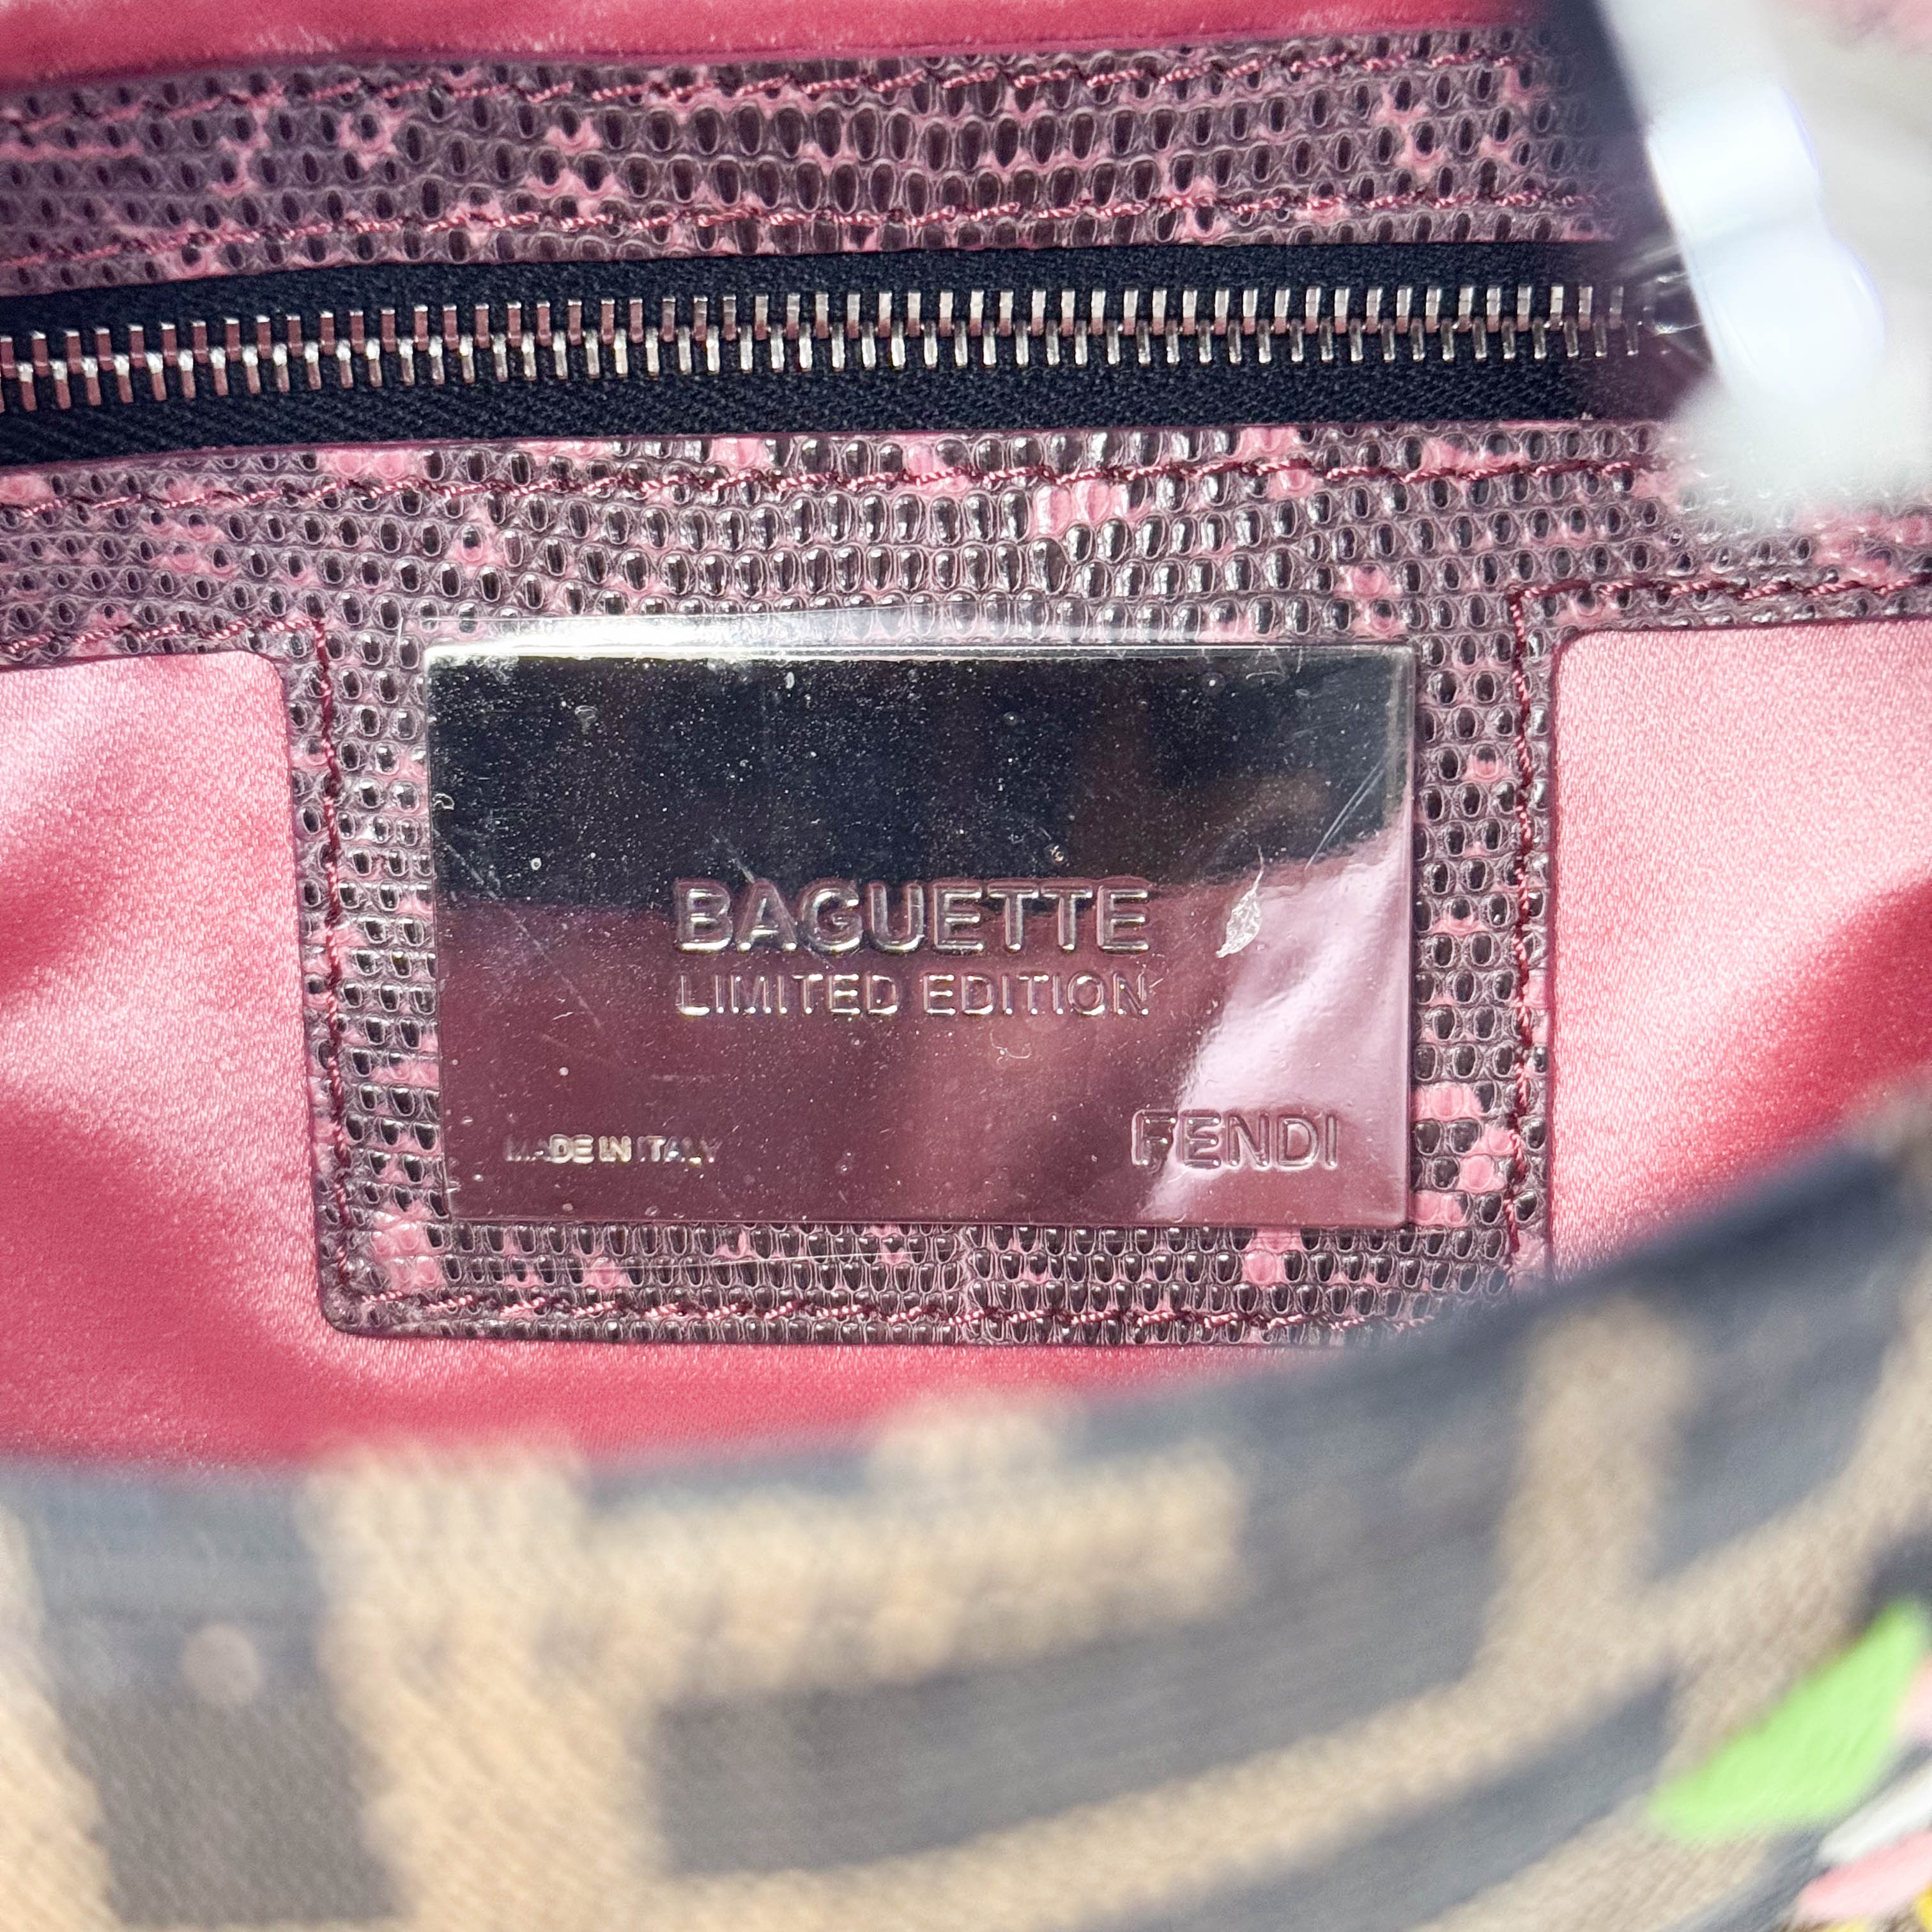 BAGUETTE
LIMITED EDITION
MADE IN ITALY
FENDI